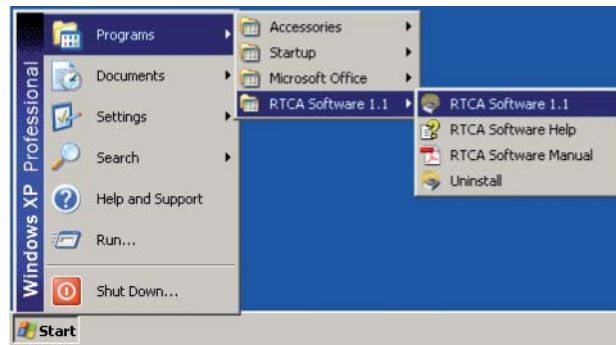 Windows XP Professional
Programs
Documents
Settings
Search
Help and Support
Run...
Shut Down...
Accessories
Startup
Microsoft Office
RTCA Software 1.1
RTCA Software 1.1
RTCA Software Help
RTCA Software Manual
Uninstall
Start